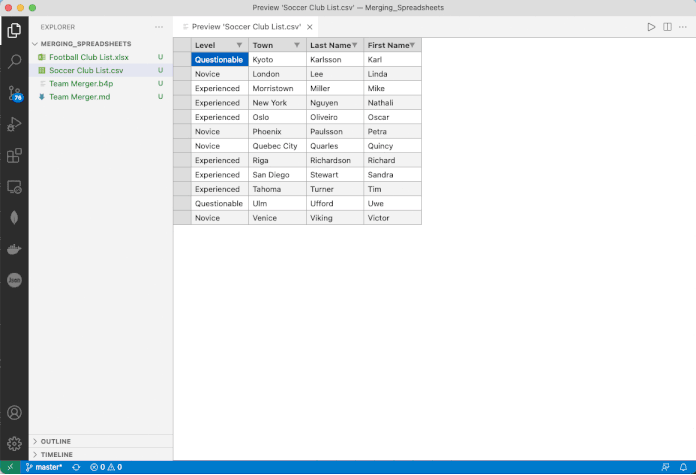 Preview 'Soccer Club List.csv' — Merging_Spreadsheets
EXPLORER
Preview 'Soccer Club List.csv'
MERGING_SPREADSHEETS
Football Club List.xlsx U
Soccer Club List.csv U
Team Merger.b4p U
Team Merger.md U
Level Town Last Name First Name
Questionable Kyoto Karlsson Karl
Novice London Lee Linda
Experienced Morristown Miller Mike
Experienced New York Nguyen Nathali
Experienced Oslo Oliveiro Oscar
Novice Phoenix Paulsson Petra
Novice Quebec City Quarles Quincy
Experienced Riga Richardson Richard
Experienced San Diego Stewart Sandra
Experienced Tahoma Turner Tim
Questionable Ulm Ufford Uwe
Novice Venice Viking Victor
76
OUTLINE
TIMELINE
master* 0 0